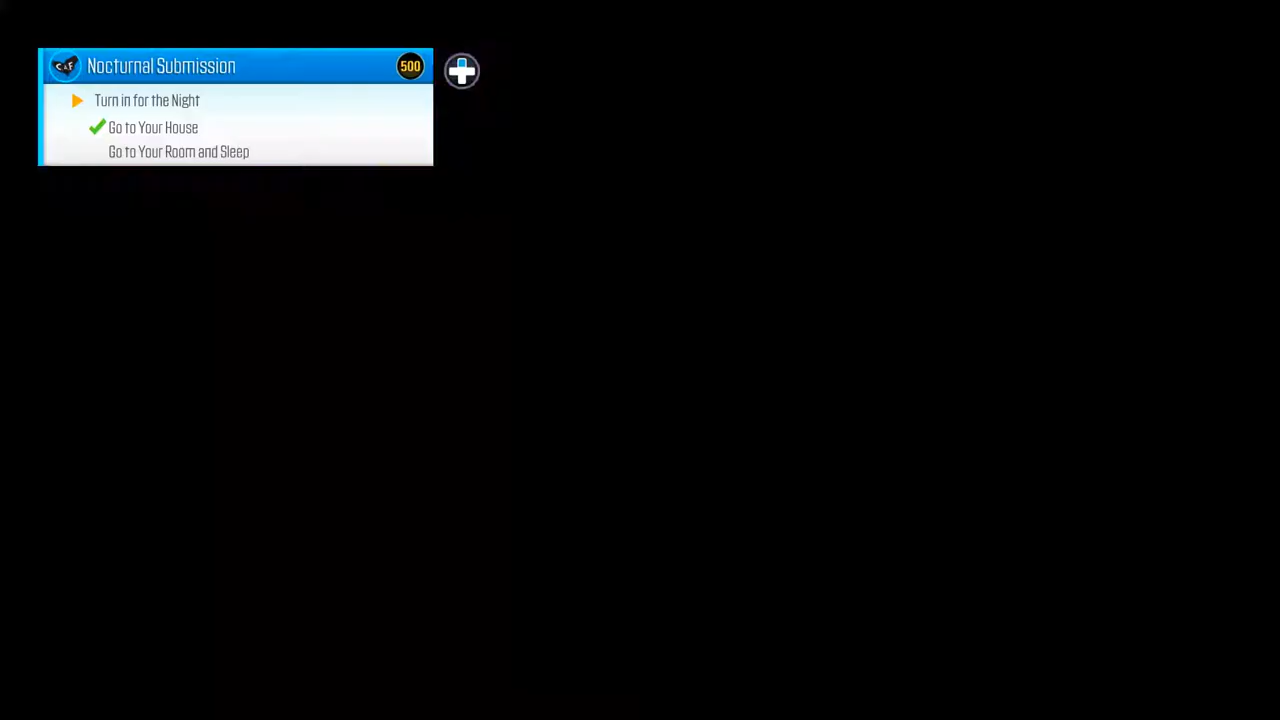 C&F
Nocturnal Submission
500
Turn in for the Night
Go to Your House
Go to Your Room and Sleep